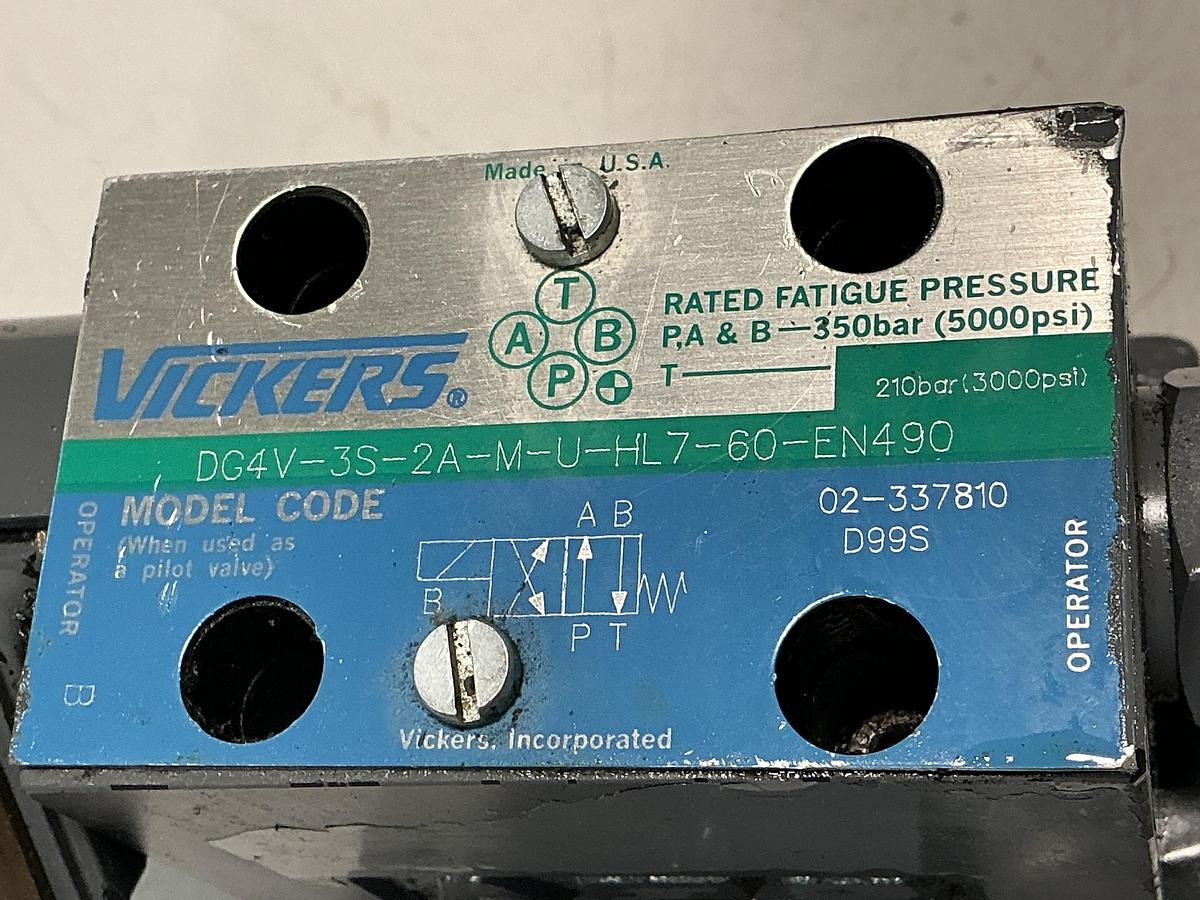 Made U.S.A.
T
A B
P
RATED FATIGUE PRESSURE
P,A & B—350bar (5000psi)
T
210bar(3000psi)
VICKERS®
DG4V-3S-2A-M-U-HL7-60-EN490
MODEL CODE
(When used as
a pilot valve)
02-337810
D99S
A B
B
P T
OPERATOR B
OPERATOR
Vickers, Incorporated